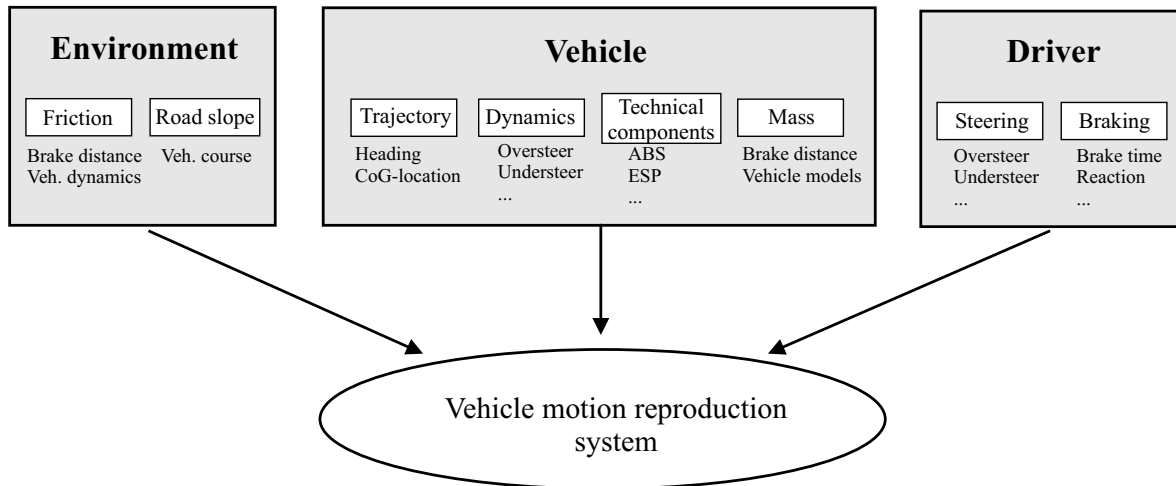 Environment
Friction
Brake distance
Veh. dynamics
Road slope
Veh. course
Vehicle
Trajectory
Heading
CoG-location
Dynamics
Oversteer
Understeer
...
Technical
components
ABS
ESP
...
Mass
Brake distance
Vehicle models
Driver
Steering
Oversteer
Understeer
...
Braking
Brake time
Reaction
...
Vehicle motion reproduction
system